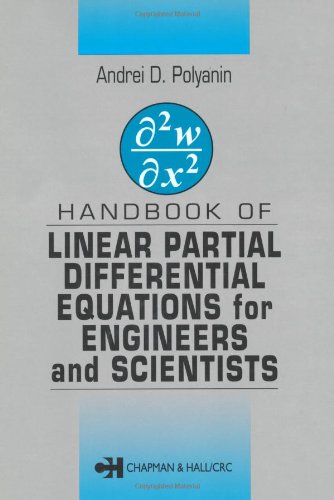 Andrei D. Polyanin
∂²w
∂x²
HANDBOOK OF
LINEAR PARTIAL
DIFFERENTIAL
EQUATIONS for
ENGINEERS
and SCIENTISTS
CH CHAPMAN & HALL/CRC